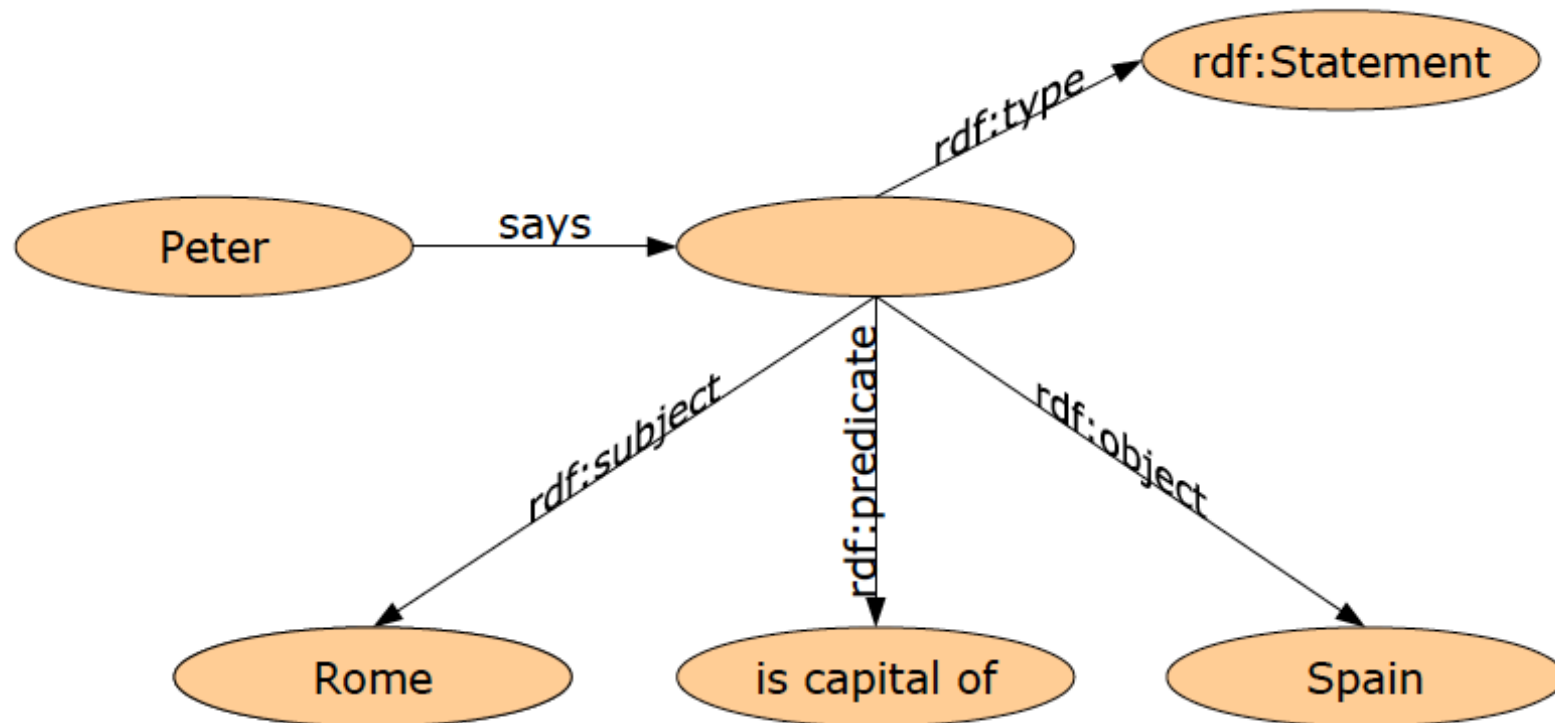 rdf:Statement
rdf:type
Peter
says
rdf:subject
rdf:predicate
rdf:object
Rome
is capital of
Spain